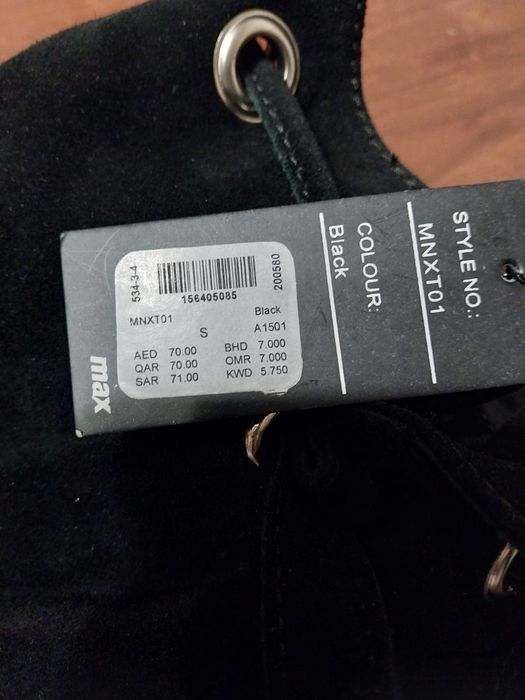 534-3-4
156405085
200580
MNXT01
Black
S
A1501
AED 70.00
BHD 7.000
QAR 70.00
OMR 7.000
SAR 71.00
KWD 5.750
max
COLOUR:
Black
STYLE NO.:
MNXT01